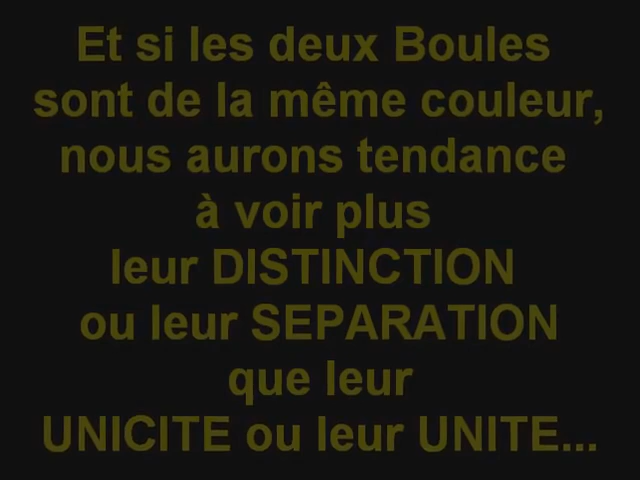 Et si les deux Boules
sont de la même couleur,
nous aurons tendance
à voir plus
leur DISTINCTION
ou leur SEPARATION
que leur
UNICITE ou leur UNITE...